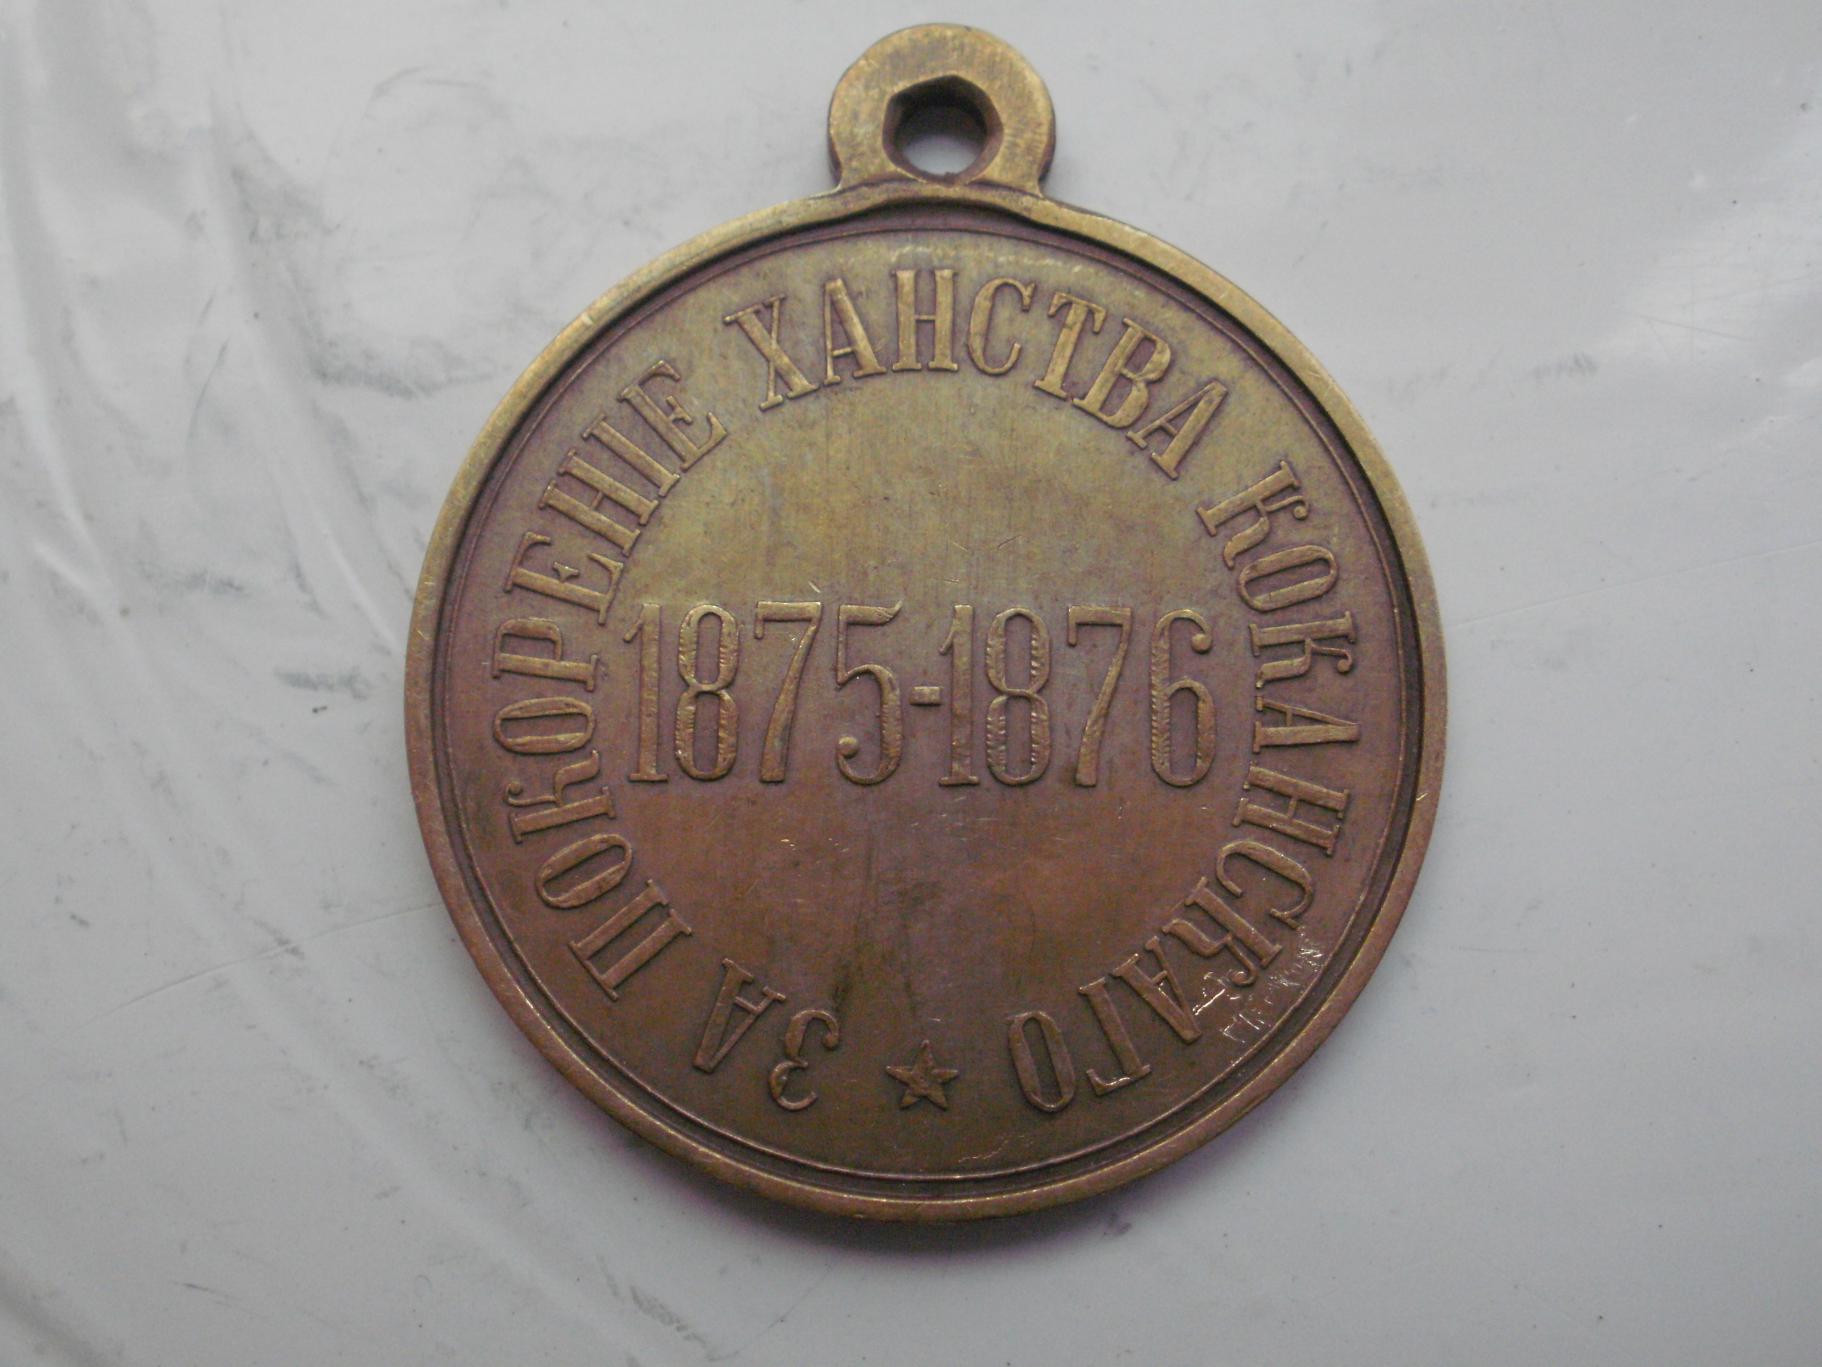 ЗА ПОКОРЕНІЕ ХАНСТВА КОКАНСКАГО
1875-1876